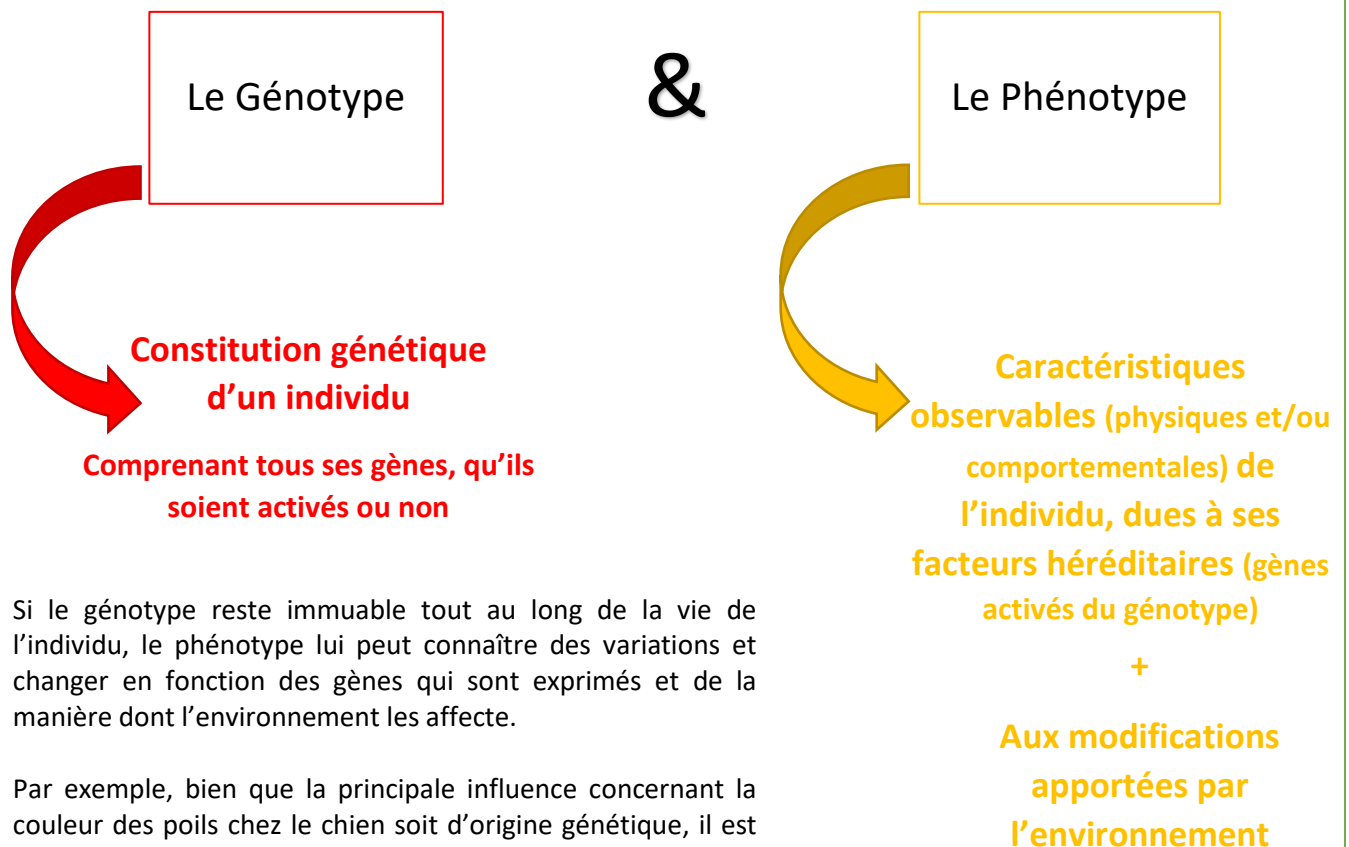 Le Génotype
&
Le Phénotype
Constitution génétique
d’un individu
Comprenant tous ses gènes, qu’ils
soient activés ou non
Si le génotype reste immuable tout au long de la vie de
l’individu, le phénotype lui peut connaître des variations et
changer en fonction des gènes qui sont exprimés et de la
manière dont l’environnement les affecte.
Par exemple, bien que la principale influence concernant la
couleur des poils chez le chien soit d’origine génétique, il est
Caractéristiques
observables (physiques et/ou
comportementales) de
l’individu, dues à ses
facteurs héréditaires (gènes
activés du génotype)
+
Aux modifications
apportées par
l’environnement